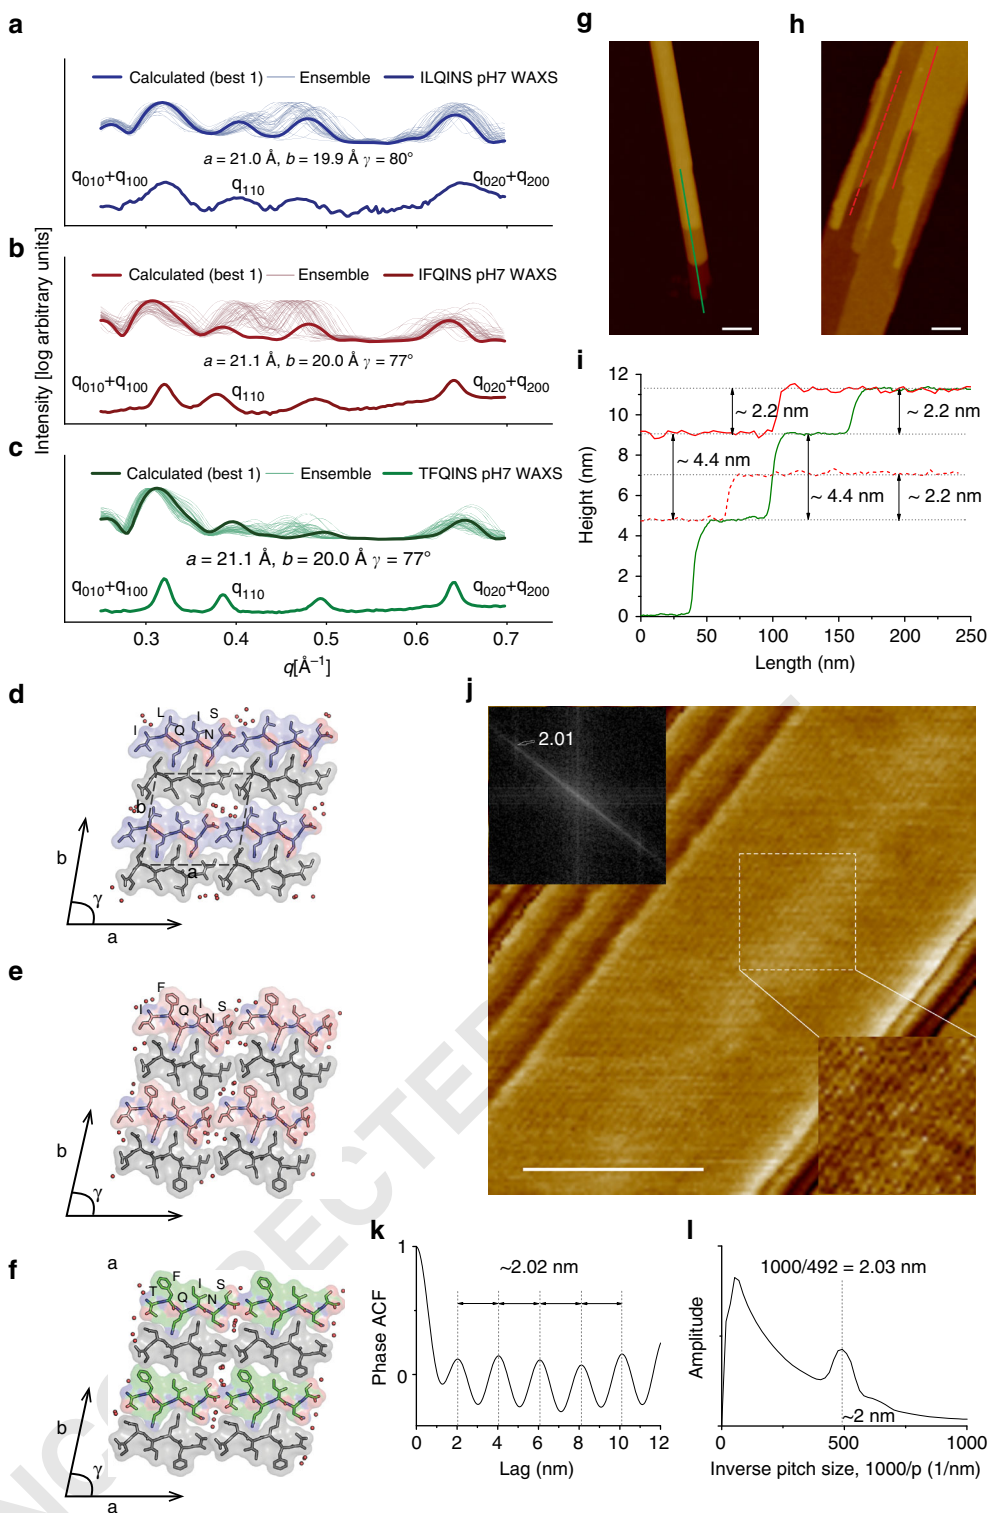 a
Calculated (best 1) Ensemble ILQINS pH7 WAXS
a = 21.0 Å, b = 19.9 Å γ = 80°
q010+q100 q110 q020+q200
b
Calculated (best 1) Ensemble IFQINS pH7 WAXS
a = 21.1 Å, b = 20.0 Å γ = 77°
q010+q100 q110 q020+q200
c
Calculated (best 1) Ensemble TFQINS pH7 WAXS
a = 21.1 Å, b = 20.0 Å γ = 77°
q010+q100 q110 q020+q200
Intensity [log arbitrary units]
0.3 0.4 0.5 0.6 0.7
q[Å−1]
d
I L Q I N S
b
a
b
γ
a
e
I F Q I N S
b
γ
a
f
T F Q I N S
b
γ
a
g
h
i
Height (nm)
12
10
8
6
4
2
0
~ 2.2 nm
~ 2.2 nm
~ 4.4 nm
~ 4.4 nm
~ 2.2 nm
0 50 100 150 200 250
Length (nm)
j
2.01
k
Phase ACF
1
0
~2.02 nm
0 2 4 6 8 10 12
Lag (nm)
l
Amplitude
1000/492 = 2.03 nm
~2 nm
0 500 1000
Inverse pitch size, 1000/p (1/nm)